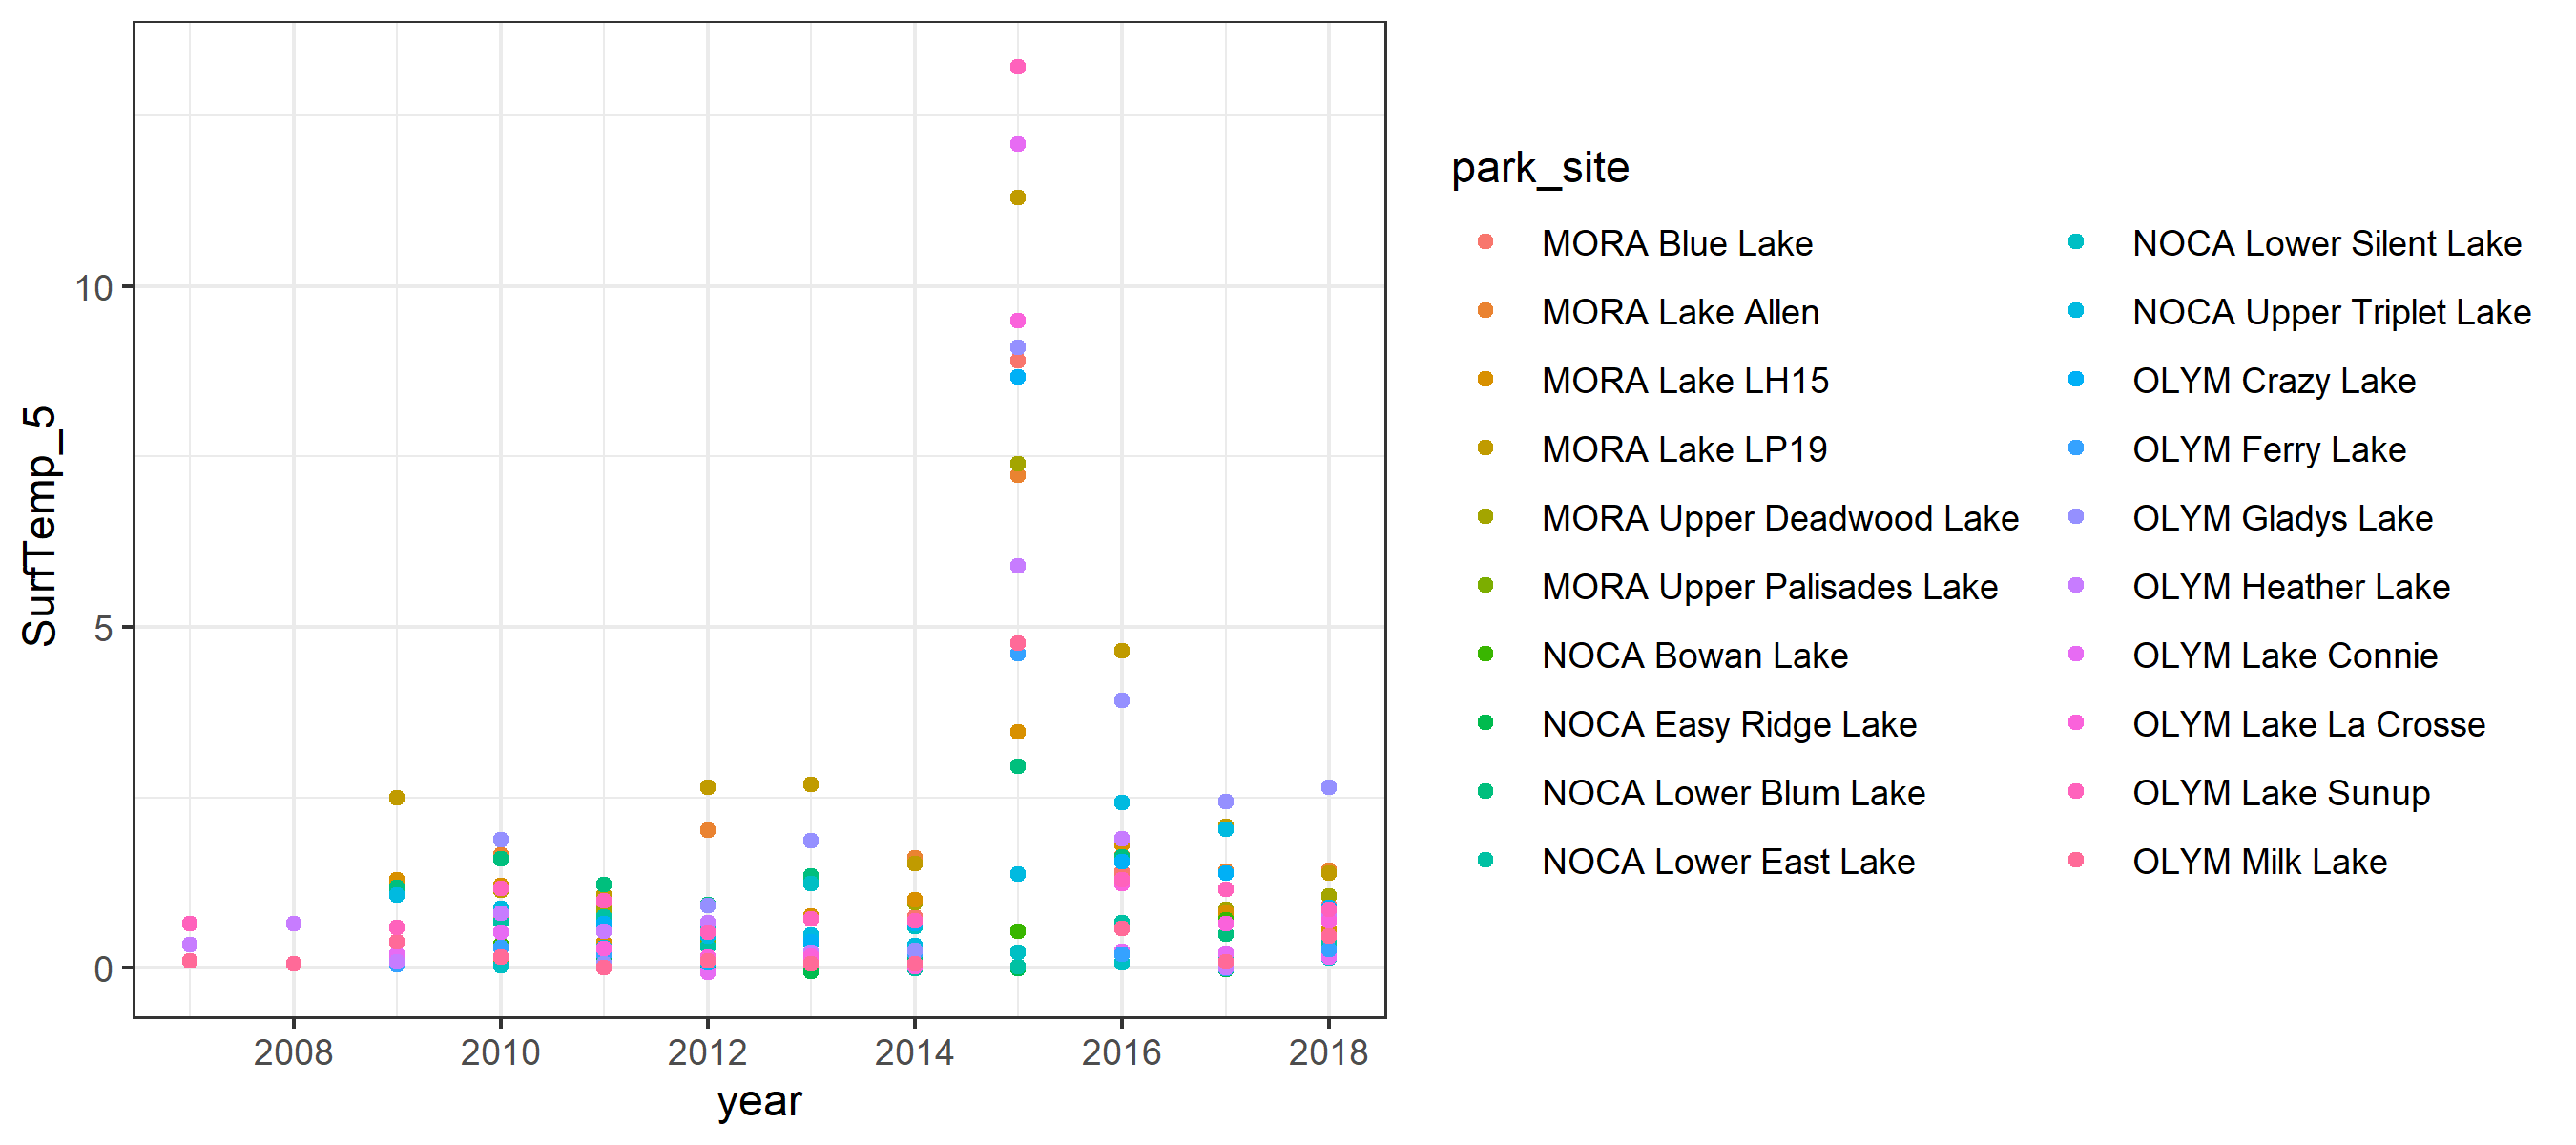 SurfTemp_5
10
5
0
2008 2010 2012 2014 2016 2018
year
park_site
MORA Blue Lake
MORA Lake Allen
MORA Lake LH15
MORA Lake LP19
MORA Upper Deadwood Lake
MORA Upper Palisades Lake
NOCA Bowan Lake
NOCA Easy Ridge Lake
NOCA Lower Blum Lake
NOCA Lower East Lake
NOCA Lower Silent Lake
NOCA Upper Triplet Lake
OLYM Crazy Lake
OLYM Ferry Lake
OLYM Gladys Lake
OLYM Heather Lake
OLYM Lake Connie
OLYM Lake La Crosse
OLYM Lake Sunup
OLYM Milk Lake